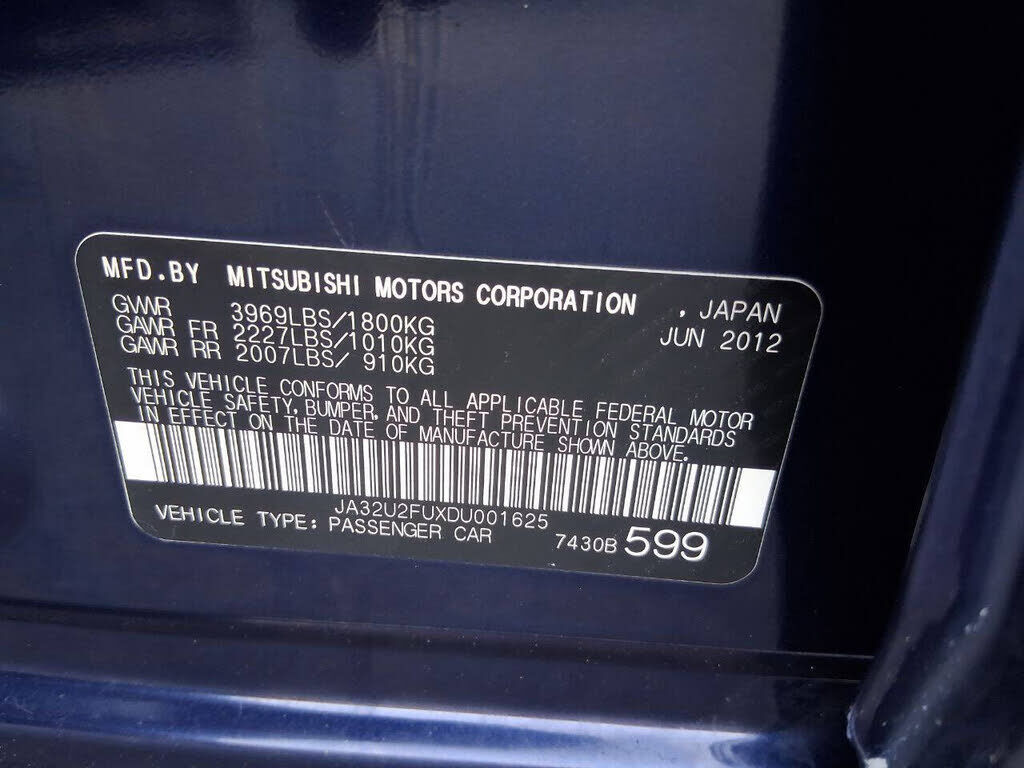 MFD.BY MITSUBISHI MOTORS CORPORATION , JAPAN
GVWR 3969LBS/1800KG JUN 2012
GAWR FR 2227LBS/1010KG
GAWR RR 2007LBS/ 910KG
THIS VEHICLE CONFORMS TO ALL APPLICABLE FEDERAL MOTOR
VEHICLE SAFETY, BUMPER, AND THEFT PREVENTION STANDARDS
IN EFFECT ON THE DATE OF MANUFACTURE SHOWN ABOVE.
JA32U2FUXDU001625
VEHICLE TYPE: PASSENGER CAR 7430B 599